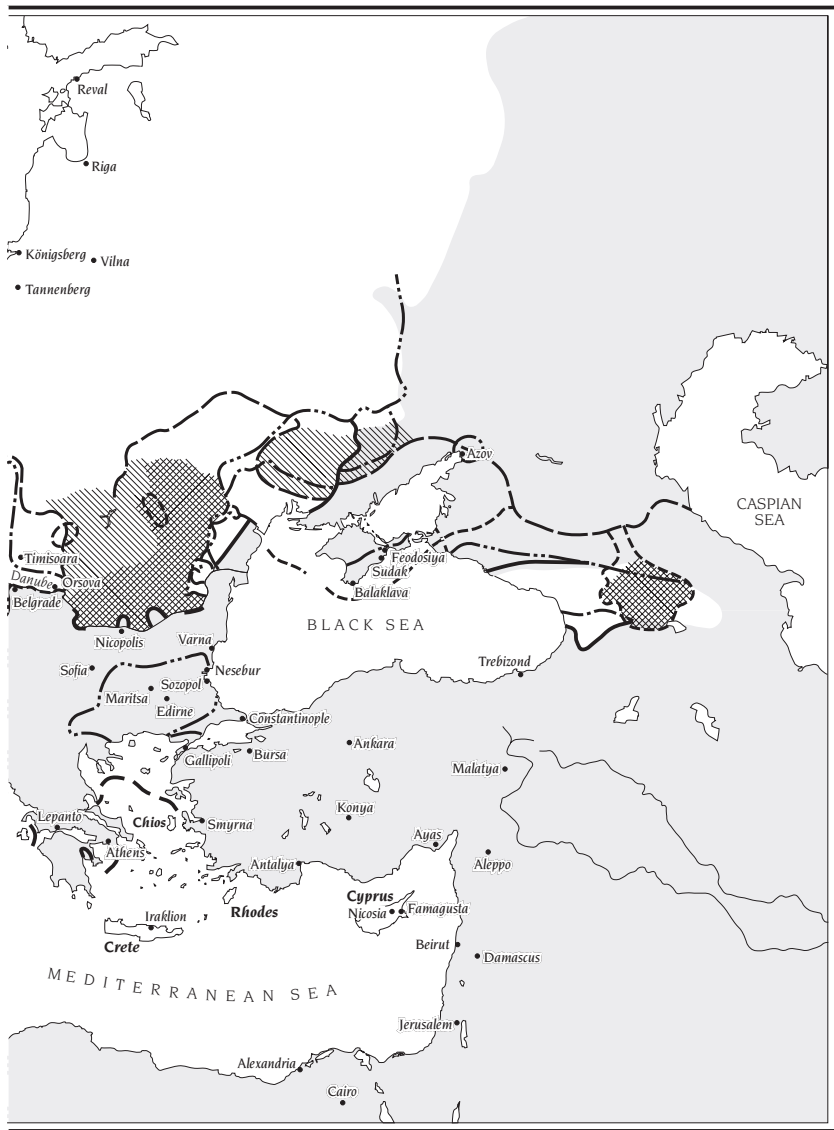 Reval
Riga
Königsberg
Vilna
Tannenberg
Azov
CASPIAN
SEA
Timisoara
Danube
Orsova
Belgrade
Feodosiya
Sudak
Balaklava
BLACK SEA
Nicopolis
Varna
Sofia
Nesebur
Sozopol
Maritsa
Edirne
Trebizond
Constantinople
Gallipoli
Bursa
Ankara
Malatya
Konya
Lepanto
Chios
Smyrna
Athens
Ayas
Aleppo
Antalya
Cyprus
Nicosia
Famagusta
Rhodes
Iraklion
Crete
Beirut
Damascus
MEDITERRANEAN SEA
Jerusalem
Alexandria
Cairo